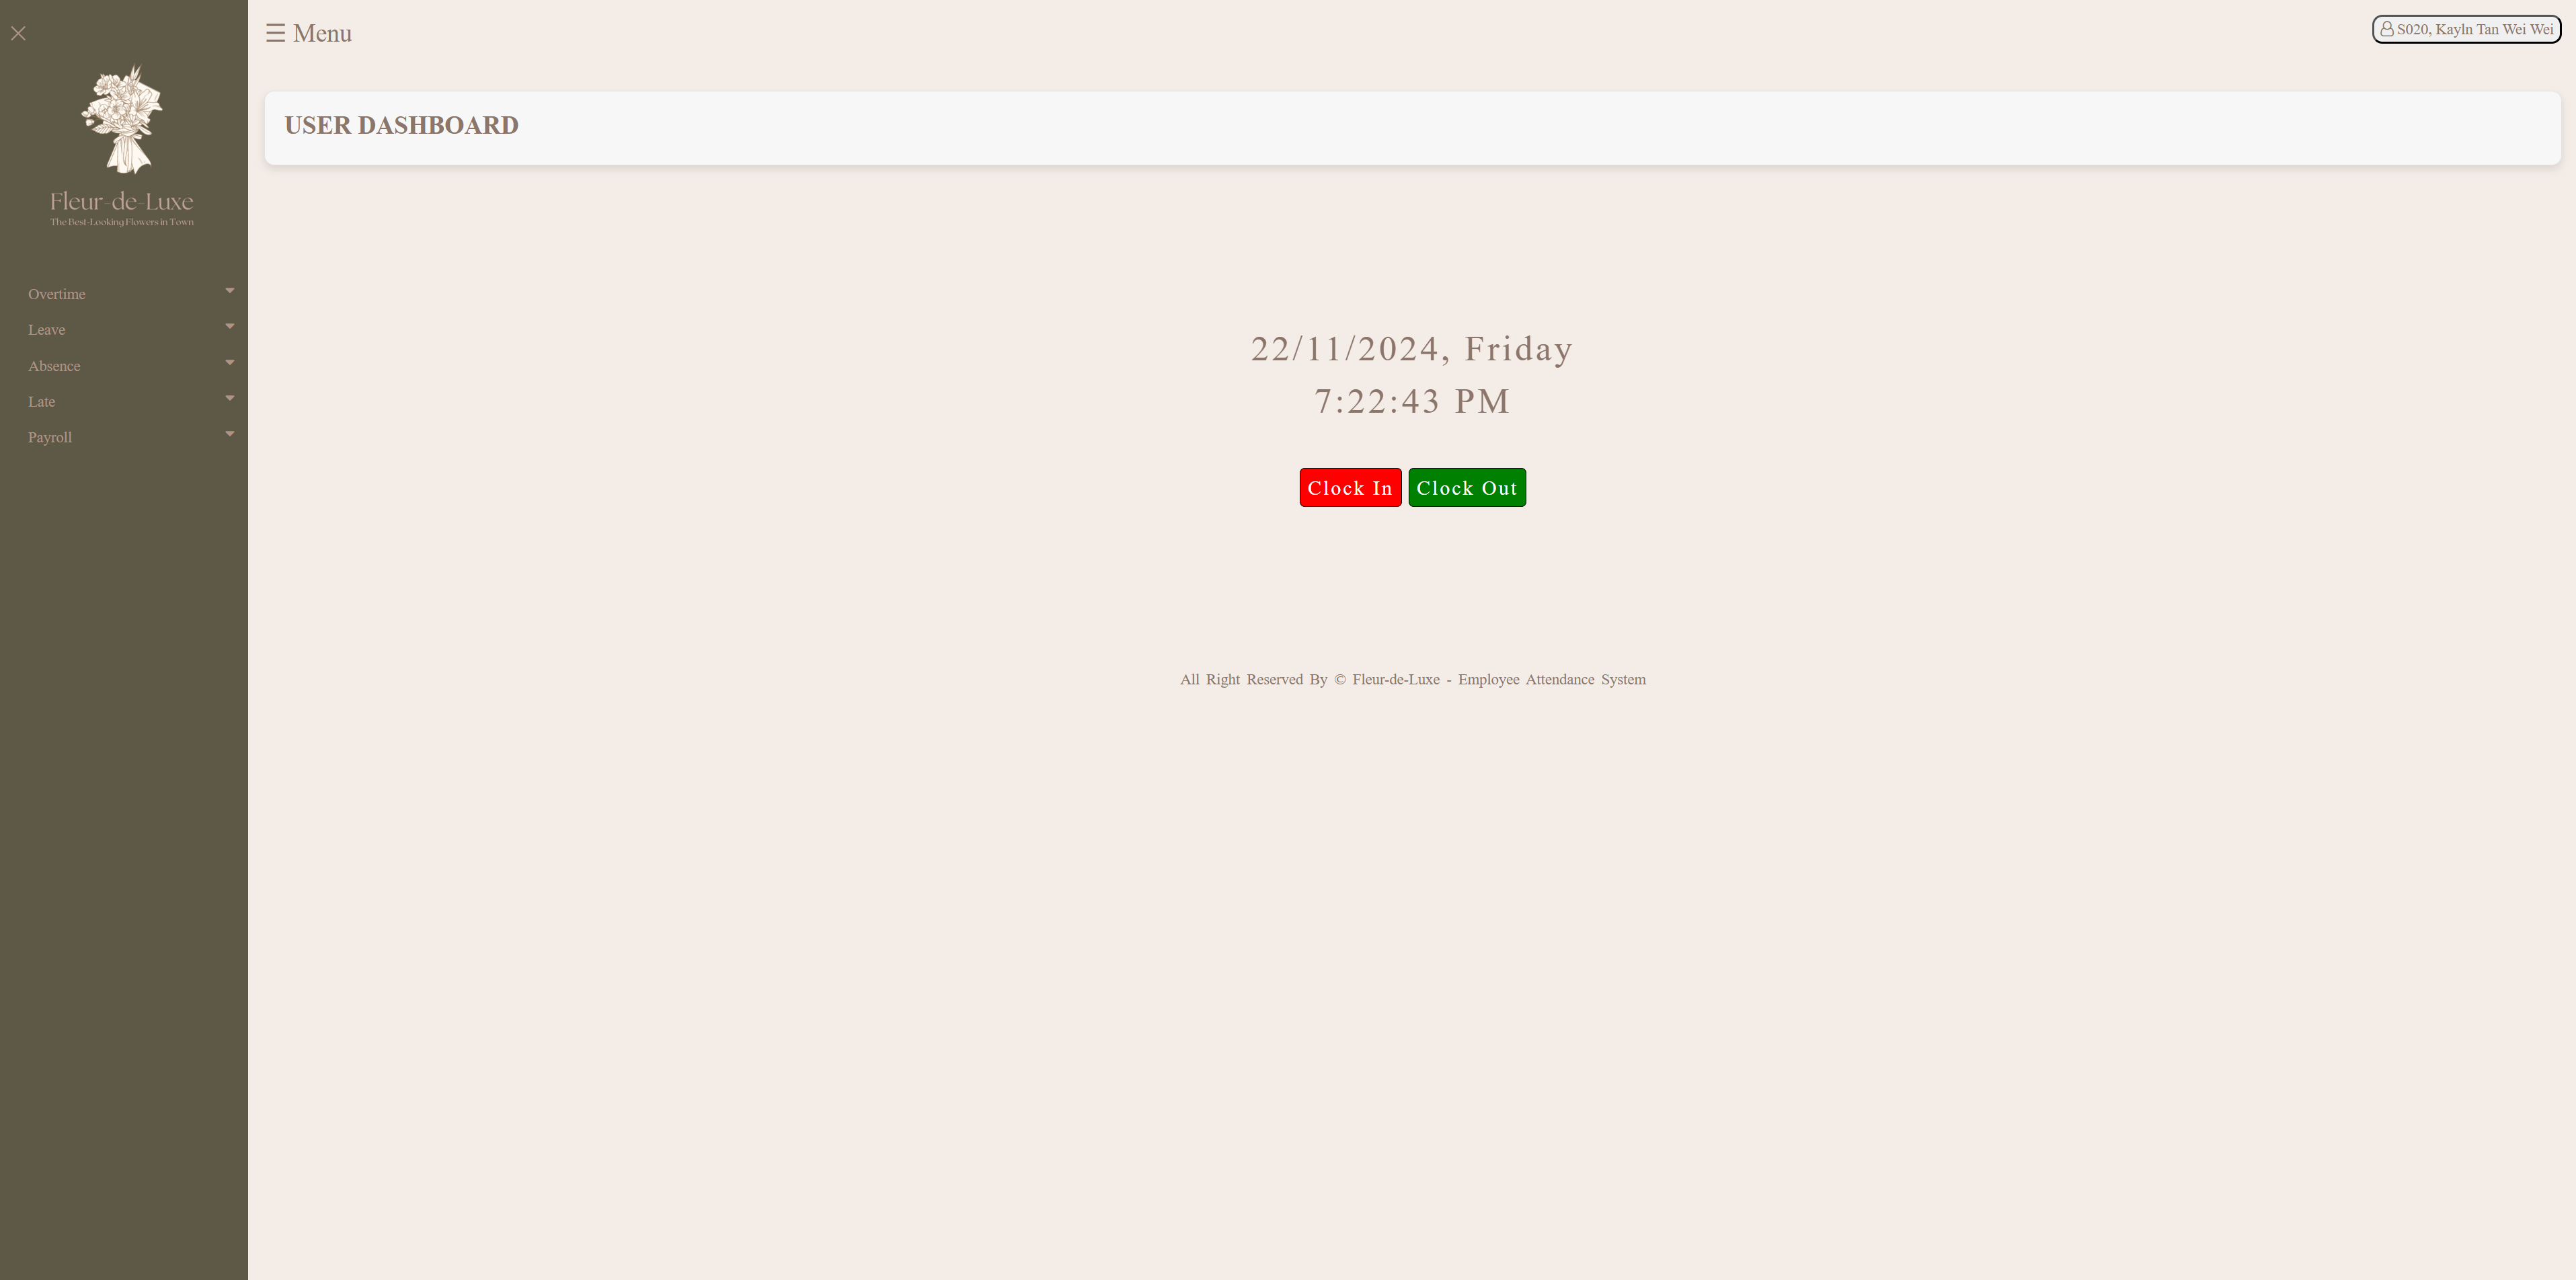 ☰ Menu
S020, Kayln Tan Wei Wei
Fleur-de-Luxe
The Best-Looking Flowers in Town
Overtime
Leave
Absence
Late
Payroll
USER DASHBOARD
22/11/2024, Friday
7:22:43 PM
Clock In
Clock Out
All Right Reserved By © Fleur-de-Luxe - Employee Attendance System